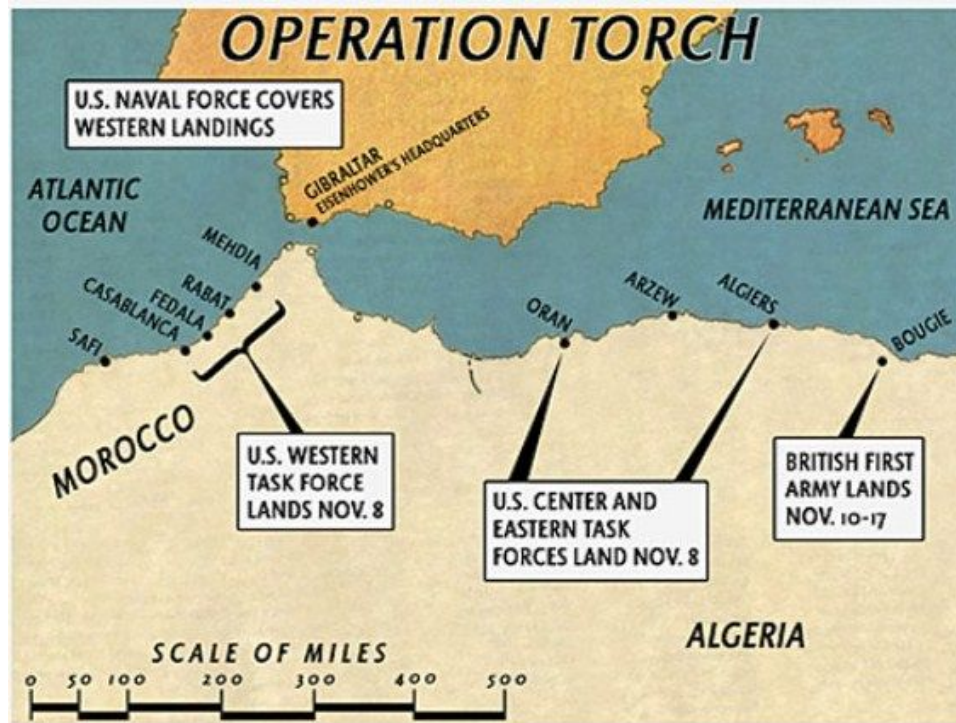 OPERATION TORCH
U.S. NAVAL FORCE COVERS
WESTERN LANDINGS
GIBRALTAR
EISENHOWER'S HEADQUARTERS
ATLANTIC
OCEAN
MEDITERRANEAN SEA
MEHDIA
RABAT
FEDALA
CASABLANCA
SAFI
ORAN
ARZEW
ALGIERS
BOUGIE
MOROCCO
U.S. WESTERN
TASK FORCE
LANDS NOV. 8
U.S. CENTER AND
EASTERN TASK
FORCES LAND NOV. 8
BRITISH FIRST
ARMY LANDS
NOV. 10-17
ALGERIA
SCALE OF MILES
0 50 100 200 300 400 500